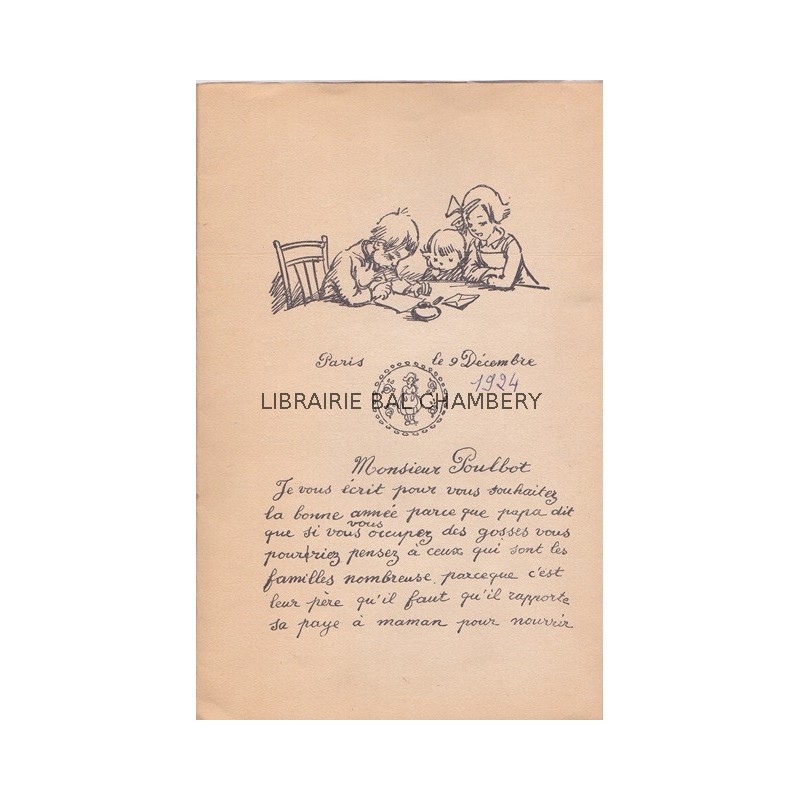 Paris le 9 Décembre
1924
LIBRAIRIE BAL CHAMBERY
Monsieur Poulbot
Je vous écrit pour vous souhaitez
la bonne année parce que papa dit
que si vous vous occupez des gosses vous
pourriez pensez à ceux qui sont les
familles nombreuse. parceque c'est
leur père qu'il faut qu'il rapporte
sa paye à maman pour nourrir